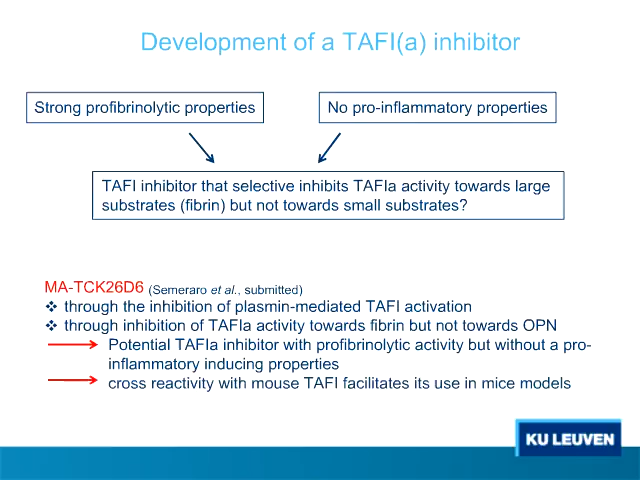 Development of a TAFI(a) inhibitor
Strong profibrinolytic properties
No pro-inflammatory properties
TAFI inhibitor that selective inhibits TAFIa activity towards large
substrates (fibrin) but not towards small substrates?
MA-TCK26D6 (Semeraro et al., submitted)
❖ through the inhibition of plasmin-mediated TAFI activation
❖ through inhibition of TAFIa activity towards fibrin but not towards OPN
Potential TAFIa inhibitor with profibrinolytic activity but without a pro-
inflammatory inducing properties
cross reactivity with mouse TAFI facilitates its use in mice models
KU LEUVEN